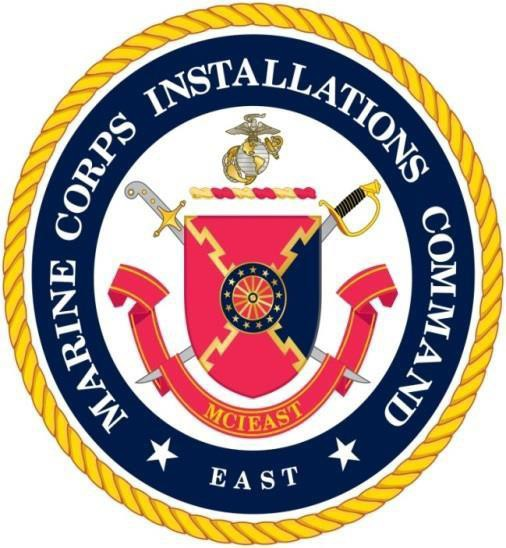 MARINE CORPS INSTALLATIONS COMMAND
MCIEAST
EAST